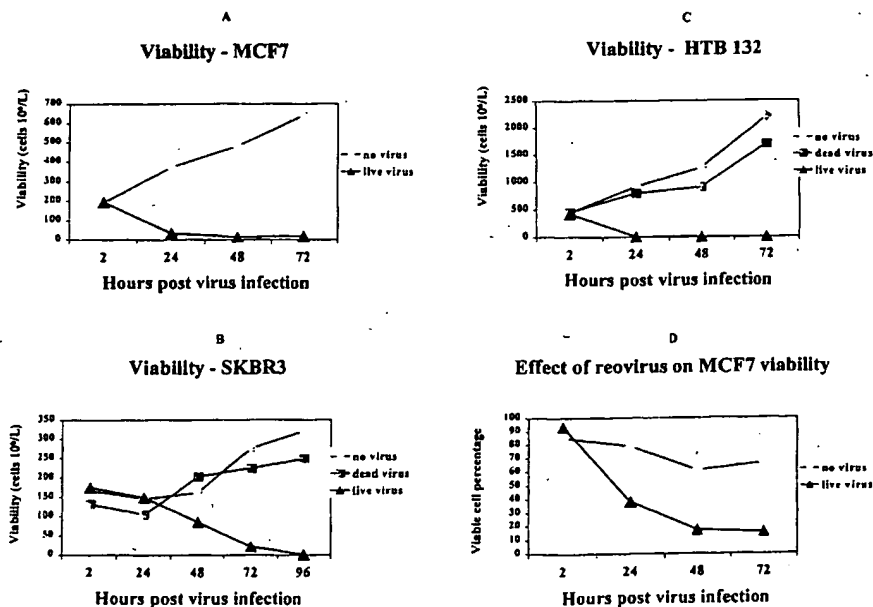 A
Viability - MCF7
Viability (cells 10⁶/L)
700
600
500
400
300
200
100
0
2 24 48 72
Hours post virus infection
no virus
live virus
C
Viability - HTB 132
Viability (cells 10⁶/L)
2500
2000
1500
1000
500
0
2 24 48 72
Hours post virus infection
no virus
dead virus
live virus
B
Viability - SKBR3
Viability (cells 10⁶/L)
350
300
250
200
150
100
50
0
2 24 48 72 96
Hours post virus infection
no virus
dead virus
live virus
D
Effect of reovirus on MCF7 viability
Viable cell percentage
100
90
80
70
60
50
40
30
20
10
0
2 24 48 72
Hours post virus infection
no virus
live virus